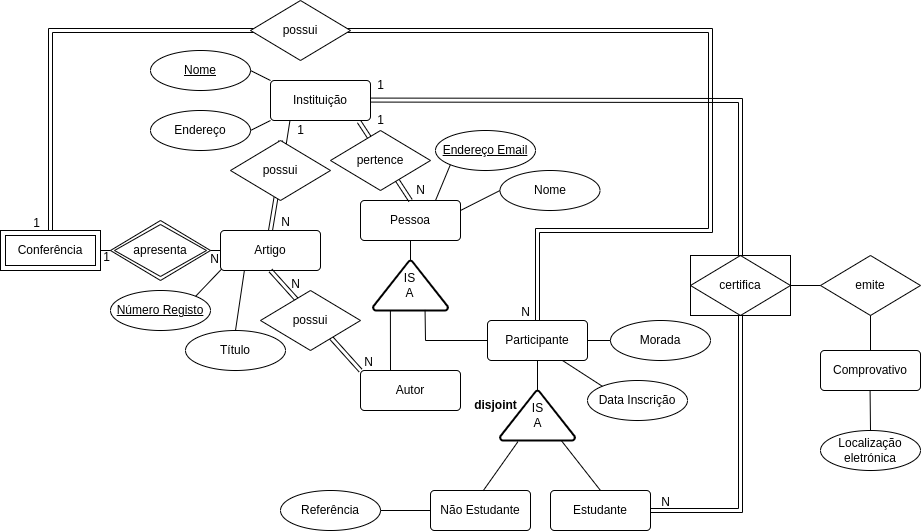 possui
Nome
Instituição
1
1
Endereço
1
Endereço Email
pertence
possui
Nome
N
Pessoa
1
N
Conferência
1
apresenta
N
Artigo
IS
A
certifica
emite
N
Número Registo
possui
N
Participante
Morada
Título
N
Comprovativo
Autor
Data Inscrição
disjoint
IS
A
Localização
eletrónica
Referência
Não Estudante
Estudante
N